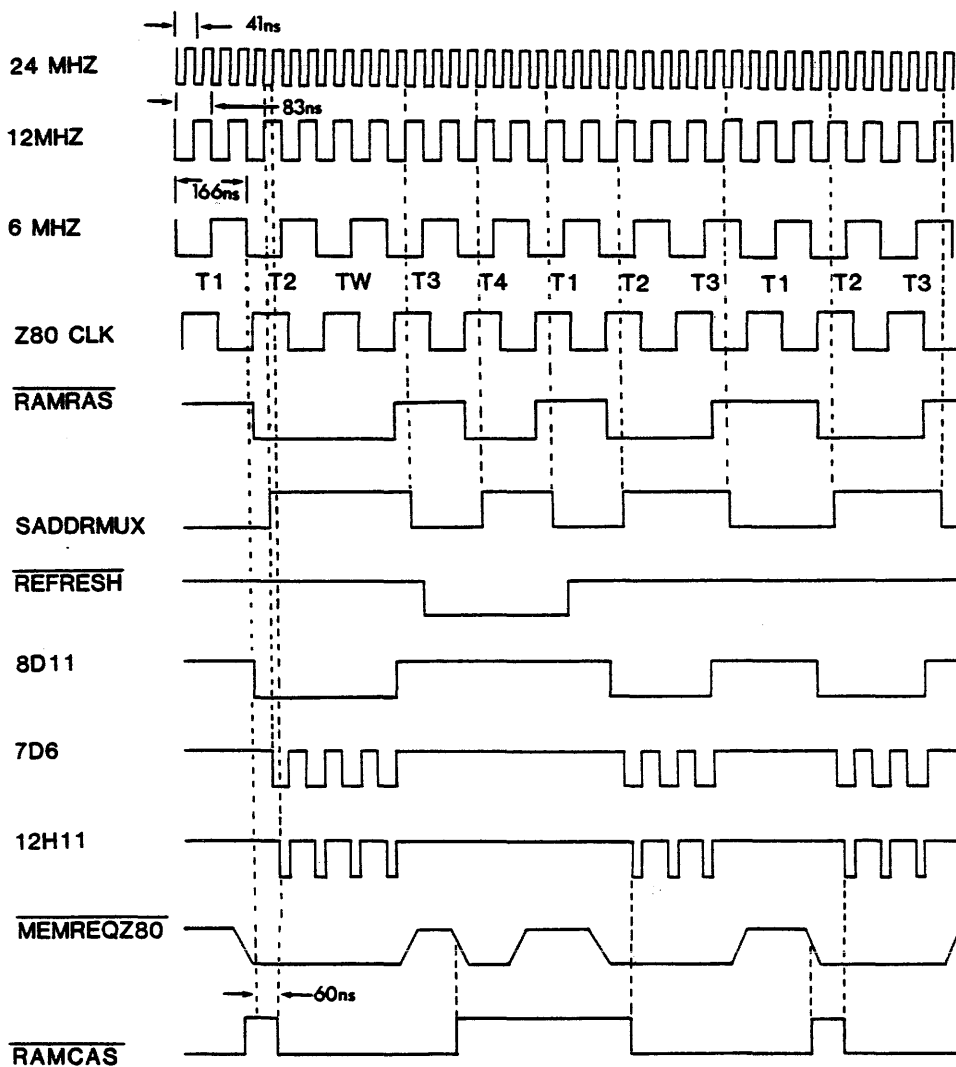 41ns
24 MHZ
83ns
12MHZ
166ns
6 MHZ
T1 T2 TW T3 T4 T1 T2 T3 T1 T2 T3
Z80 CLK
RAMRAS
SADDRMUX
REFRESH
8D11
7D6
12H11
MEMREQZ80
60ns
RAMCAS